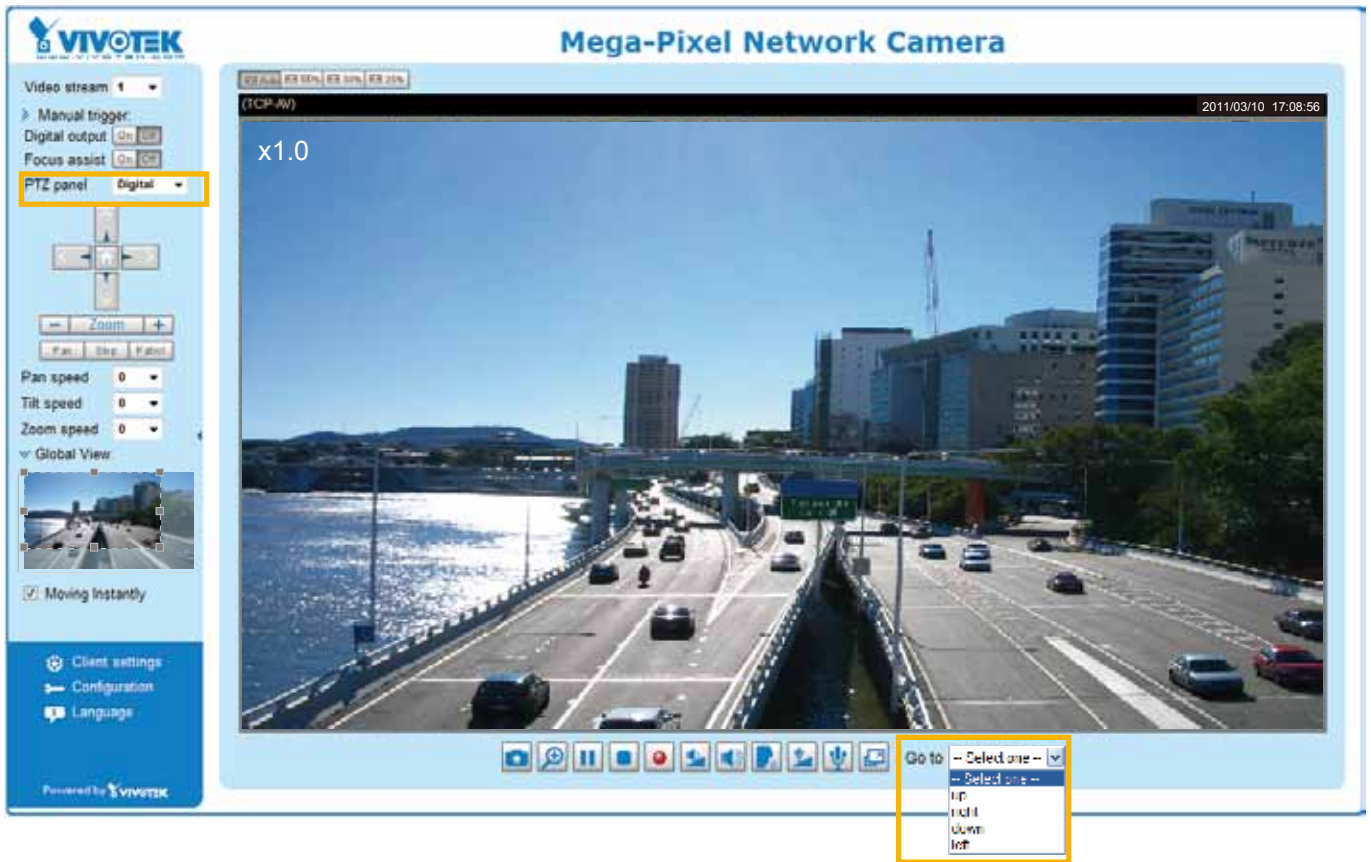 VIVOTEK
WWW.VIVOTEK.COM
Mega-Pixel Network Camera
Video stream 1
Manual trigger:
Digital output On Off
Focus assist On Off
PTZ panel Digital
- Zoom +
Pan Stop Patrol
Pan speed 0
Tilt speed 0
Zoom speed 0
Global View
Moving Instantly
Client settings
Configuration
Language
Powered by VIVOTEK
(TCP-AV)
2011/03/10 17:08:56
x1.0
Go to -- Select one --
-- Select one --
up
right
down
left